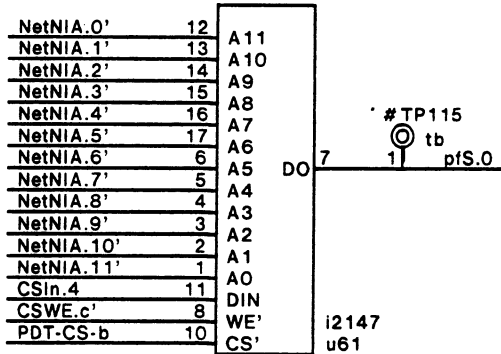 NetNIA.0' 12 A11
NetNIA.1' 13 A10
NetNIA.2' 14 A9
NetNIA.3' 15 A8
NetNIA.4' 16 A7
NetNIA.5' 17 A6
NetNIA.6' 6 A5 DO 7 1 pfS.0
NetNIA.7' 5 A4
NetNIA.8' 4 A3
NetNIA.9' 3 A2
NetNIA.10' 2 A1
NetNIA.11' 1 A0
CSIn.4 11 DIN
CSWE.c' 8 WE' i2147
PDT-CS-b 10 CS' u61
#TP115
tb